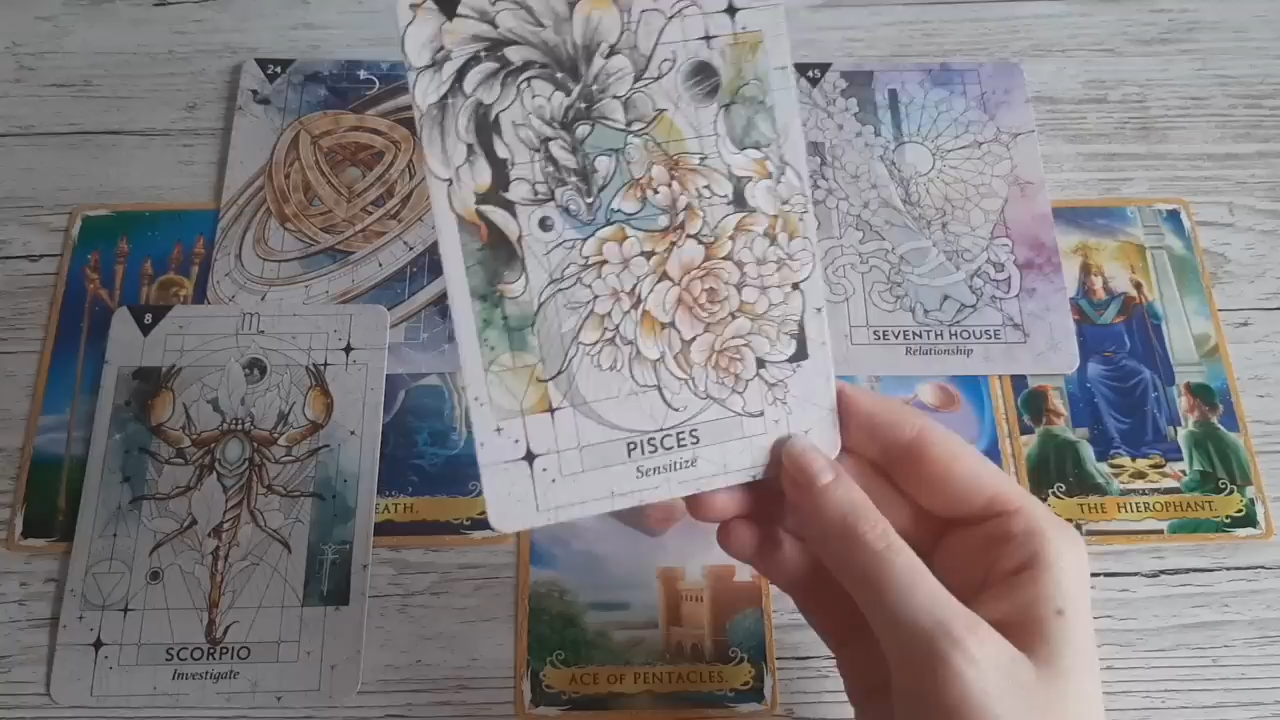 24
45
SEVENTH HOUSE
Relationship
8
PISCES
Sensitize
EATH.
THE HIEROPHANT.
SCORPIO
Investigate
ACE OF PENTACLES.